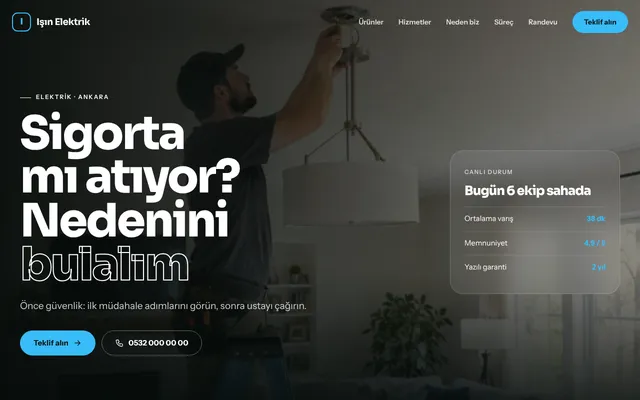 I
Işın Elektrik
Ürünler
Hizmetler
Neden biz
Süreç
Randevu
Teklif alın
ELEKTRİK · ANKARA
Sigorta
mı atıyor?
Nedenini
bulalım
Önce güvenlik: ilk müdahale adımlarını görün, sonra ustayı çağırın.
Teklif alın →
0532 000 00 00
CANLI DURUM
Bugün 6 ekip sahada
Ortalama varış 38 dk
Memnuniyet 4,9 / 5
Yazılı garanti 2 yıl